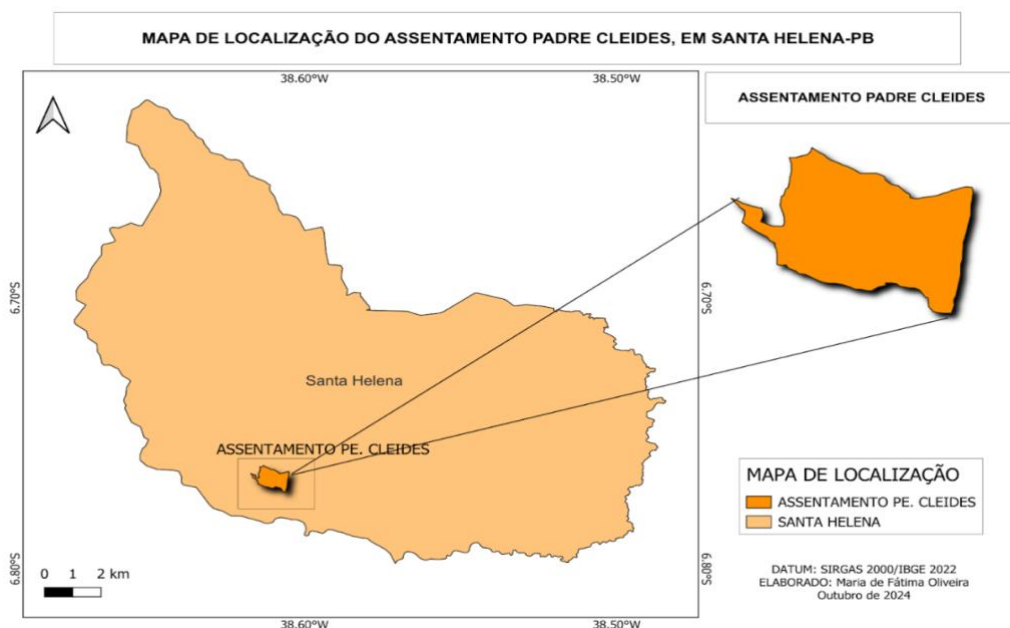 MAPA DE LOCALIZAÇÃO DO ASSENTAMENTO PADRE CLEIDES, EM SANTA HELENA-PB
38.60°W
38.50°W
ASSENTAMENTO PADRE CLEIDES
6.70°S
6.70°S
Santa Helena
ASSENTAMENTO PE. CLEIDES
MAPA DE LOCALIZAÇÃO
ASSENTAMENTO PE. CLEIDES
SANTA HELENA
6.80°S
6.80°S
0 1 2 km
DATUM: SIRGAS 2000/IBGE 2022
ELABORADO: Maria de Fátima Oliveira
Outubro de 2024
38.60°W
38.50°W